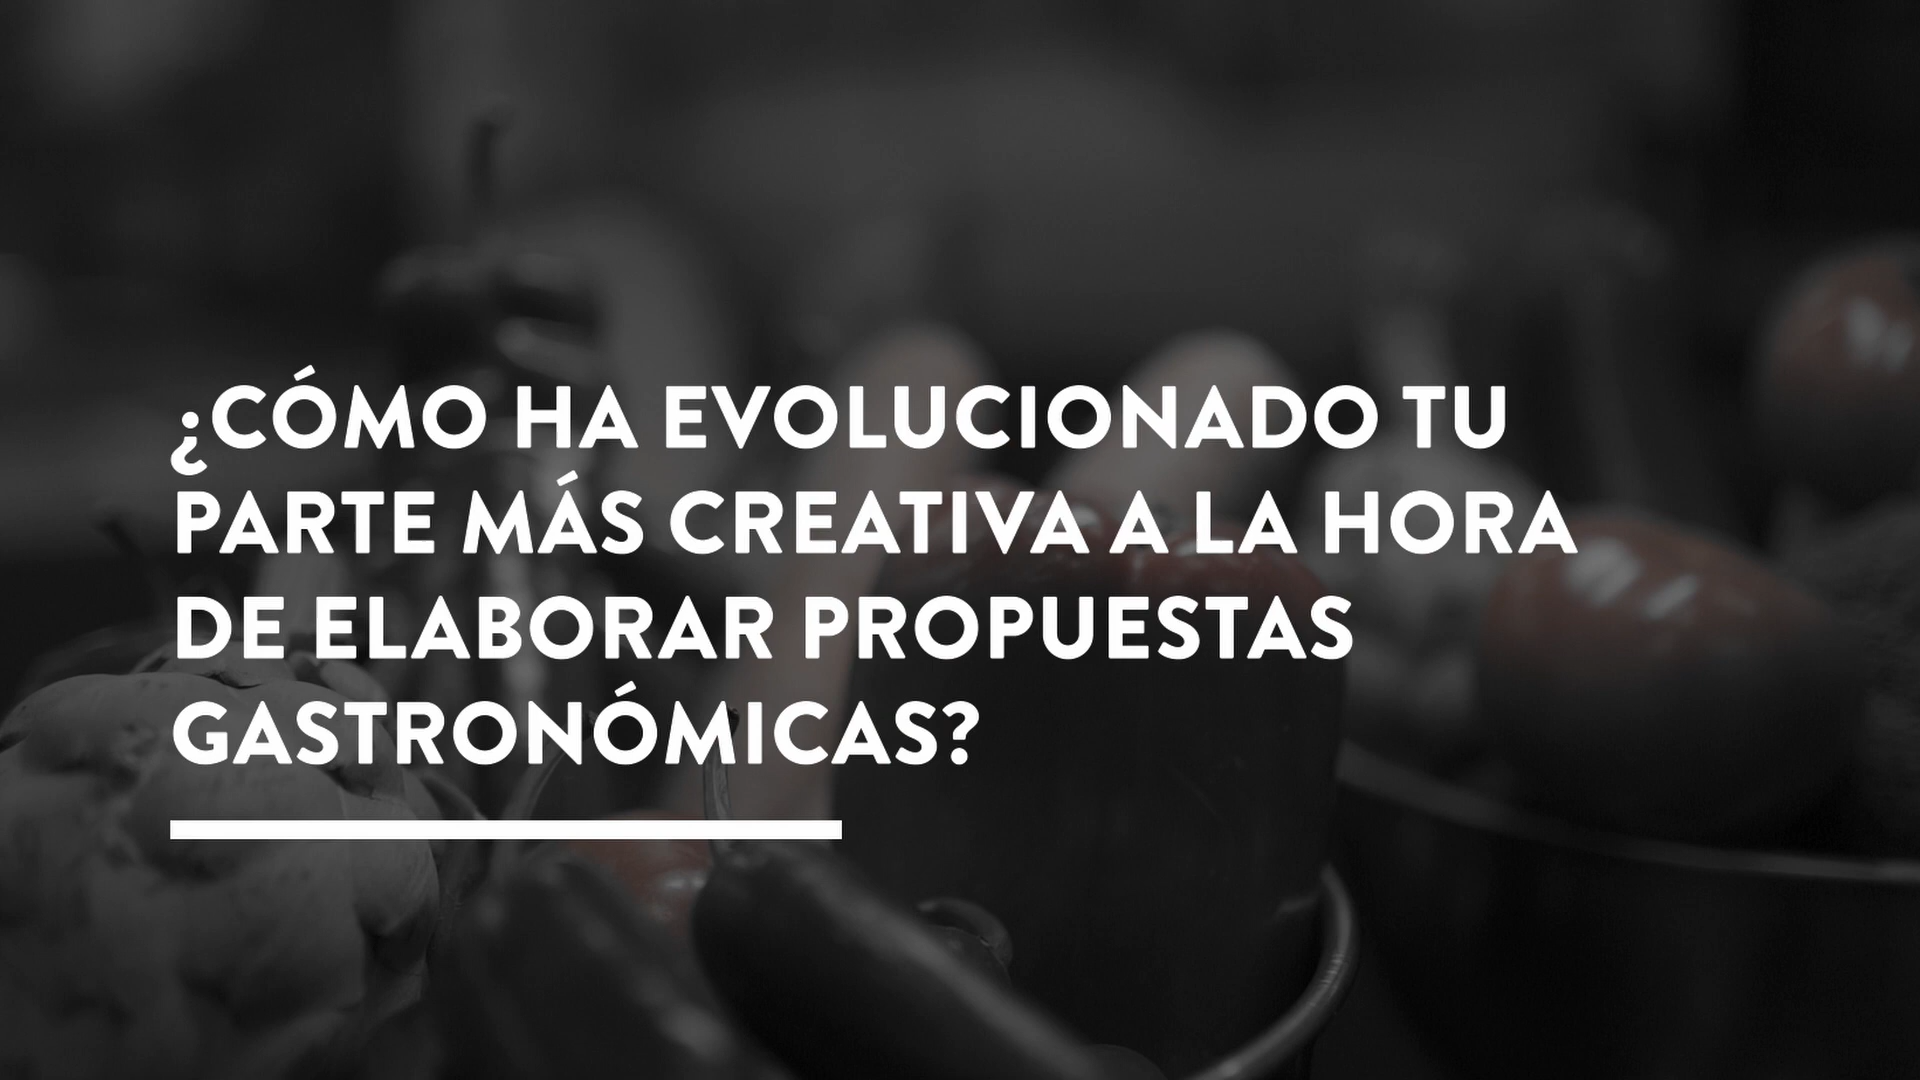 ¿CÓMO HA EVOLUCIONADO TU
PARTE MÁS CREATIVA A LA HORA
DE ELABORAR PROPUESTAS
GASTRONÓMICAS?